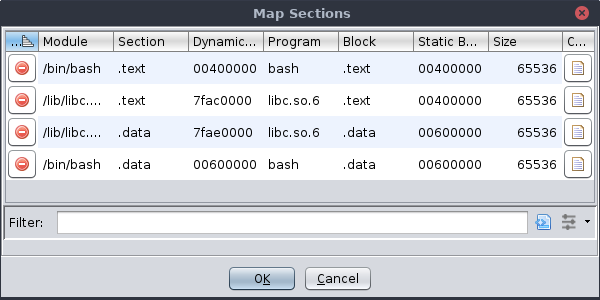 Map Sections
... Module Section Dynamic... Program Block Static B... Size C...
/bin/bash .text 00400000 bash .text 00400000 65536
/lib/libc.... .text 7fac0000 libc.so.6 .text 00400000 65536
/lib/libc.... .data 7fae0000 libc.so.6 .data 00600000 65536
/bin/bash .data 00600000 bash .data 00600000 65536
Filter:
OK Cancel